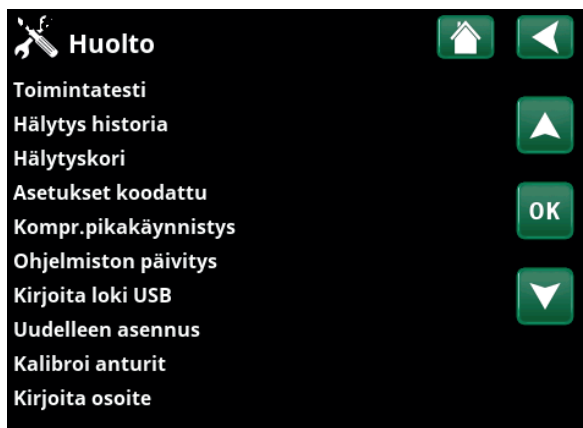 Huolto
Toimintatesti
Hälytys historia
Hälytyskori
Asetukset koodattu
OK
Kompr.pikakäynnistys
Ohjelmiston päivitys
Kirjoita loki USB
Uudelleen asennus
Kalibroi anturit
Kirjoita osoite